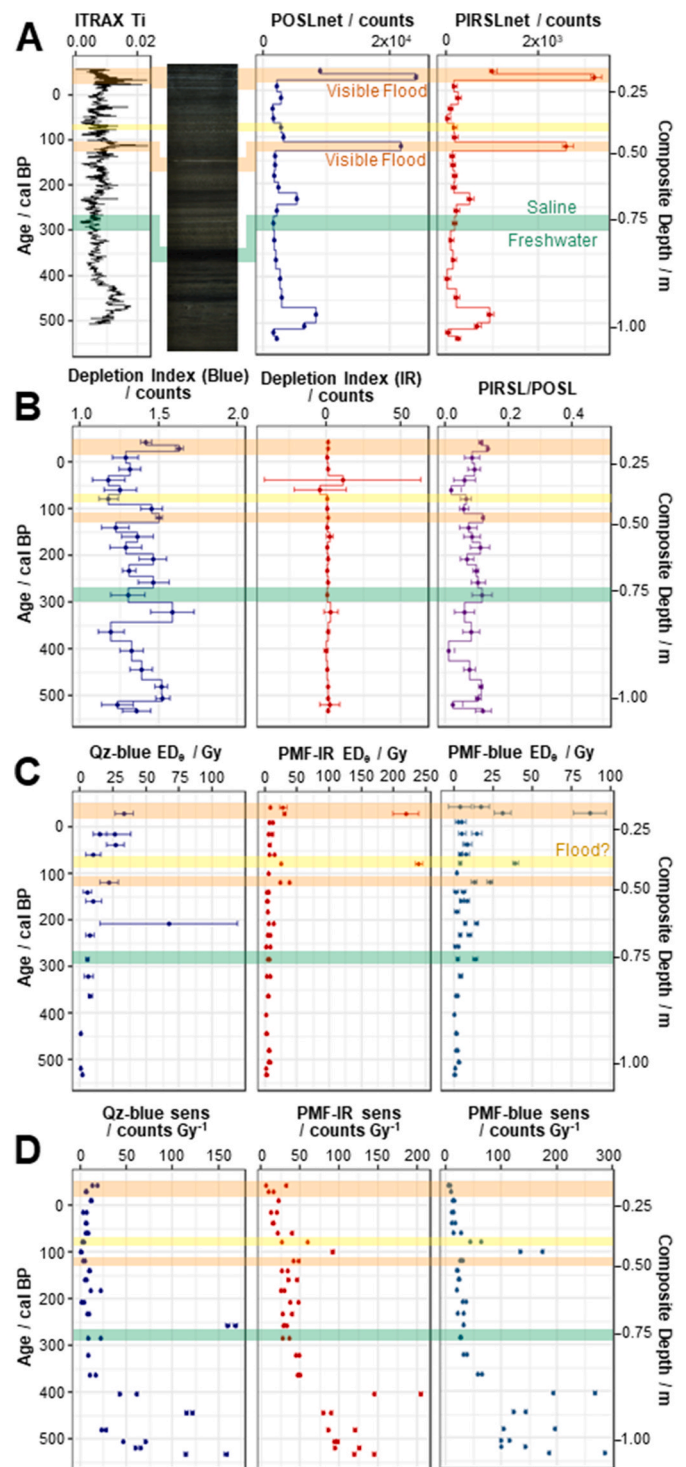 A
ITRAX Ti
POSLnet / counts
PIRSLnet / counts
0.00 0.02
0 2x10⁴
0 2x10³
Age / cal BP
0
100
200
300
400
500
Visible Flood
Visible Flood
Saline
Freshwater
0.25
0.50
0.75
1.00
Composite Depth / m
B
Depletion Index (Blue)
/ counts
Depletion Index (IR)
/ counts
PIRSL/POSL
1.0 1.5 2.0
0 50
0.0 0.2 0.4
Age / cal BP
0
100
200
300
400
500
0.25
0.50
0.75
1.00
Composite Depth / m
C
Qz-blue EDₑ / Gy
PMF-IR EDₑ / Gy
PMF-blue EDₑ / Gy
0 25 50 75 100
0 50 100 150 200 250
0 25 50 75 100
Age / cal BP
0
100
200
300
400
500
Flood?
0.25
0.50
0.75
1.00
Composite Depth / m
D
Qz-blue sens
/ counts Gy⁻¹
PMF-IR sens
/ counts Gy⁻¹
PMF-blue sens
/ counts Gy⁻¹
0 50 100 150
0 50 100 150 200
0 100 200 300
Age / cal BP
0
100
200
300
400
500
0.25
0.50
0.75
1.00
Composite Depth / m